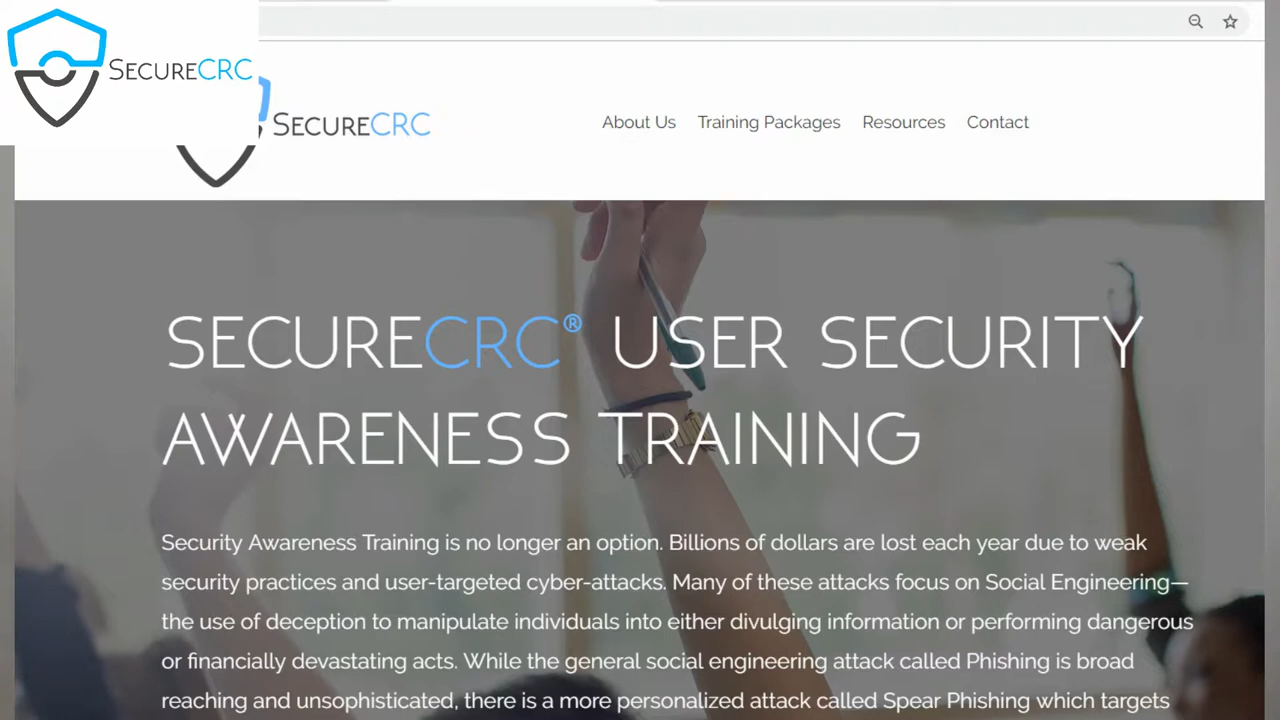 SECURECRC
SECURECRC
About Us Training Packages Resources Contact
SECURECRC® USER SECURITY
AWARENESS TRAINING
Security Awareness Training is no longer an option. Billions of dollars are lost each year due to weak
security practices and user-targeted cyber-attacks. Many of these attacks focus on Social Engineering—
the use of deception to manipulate individuals into either divulging information or performing dangerous
or financially devastating acts. While the general social engineering attack called Phishing is broad
reaching and unsophisticated, there is a more personalized attack called Spear Phishing which targets